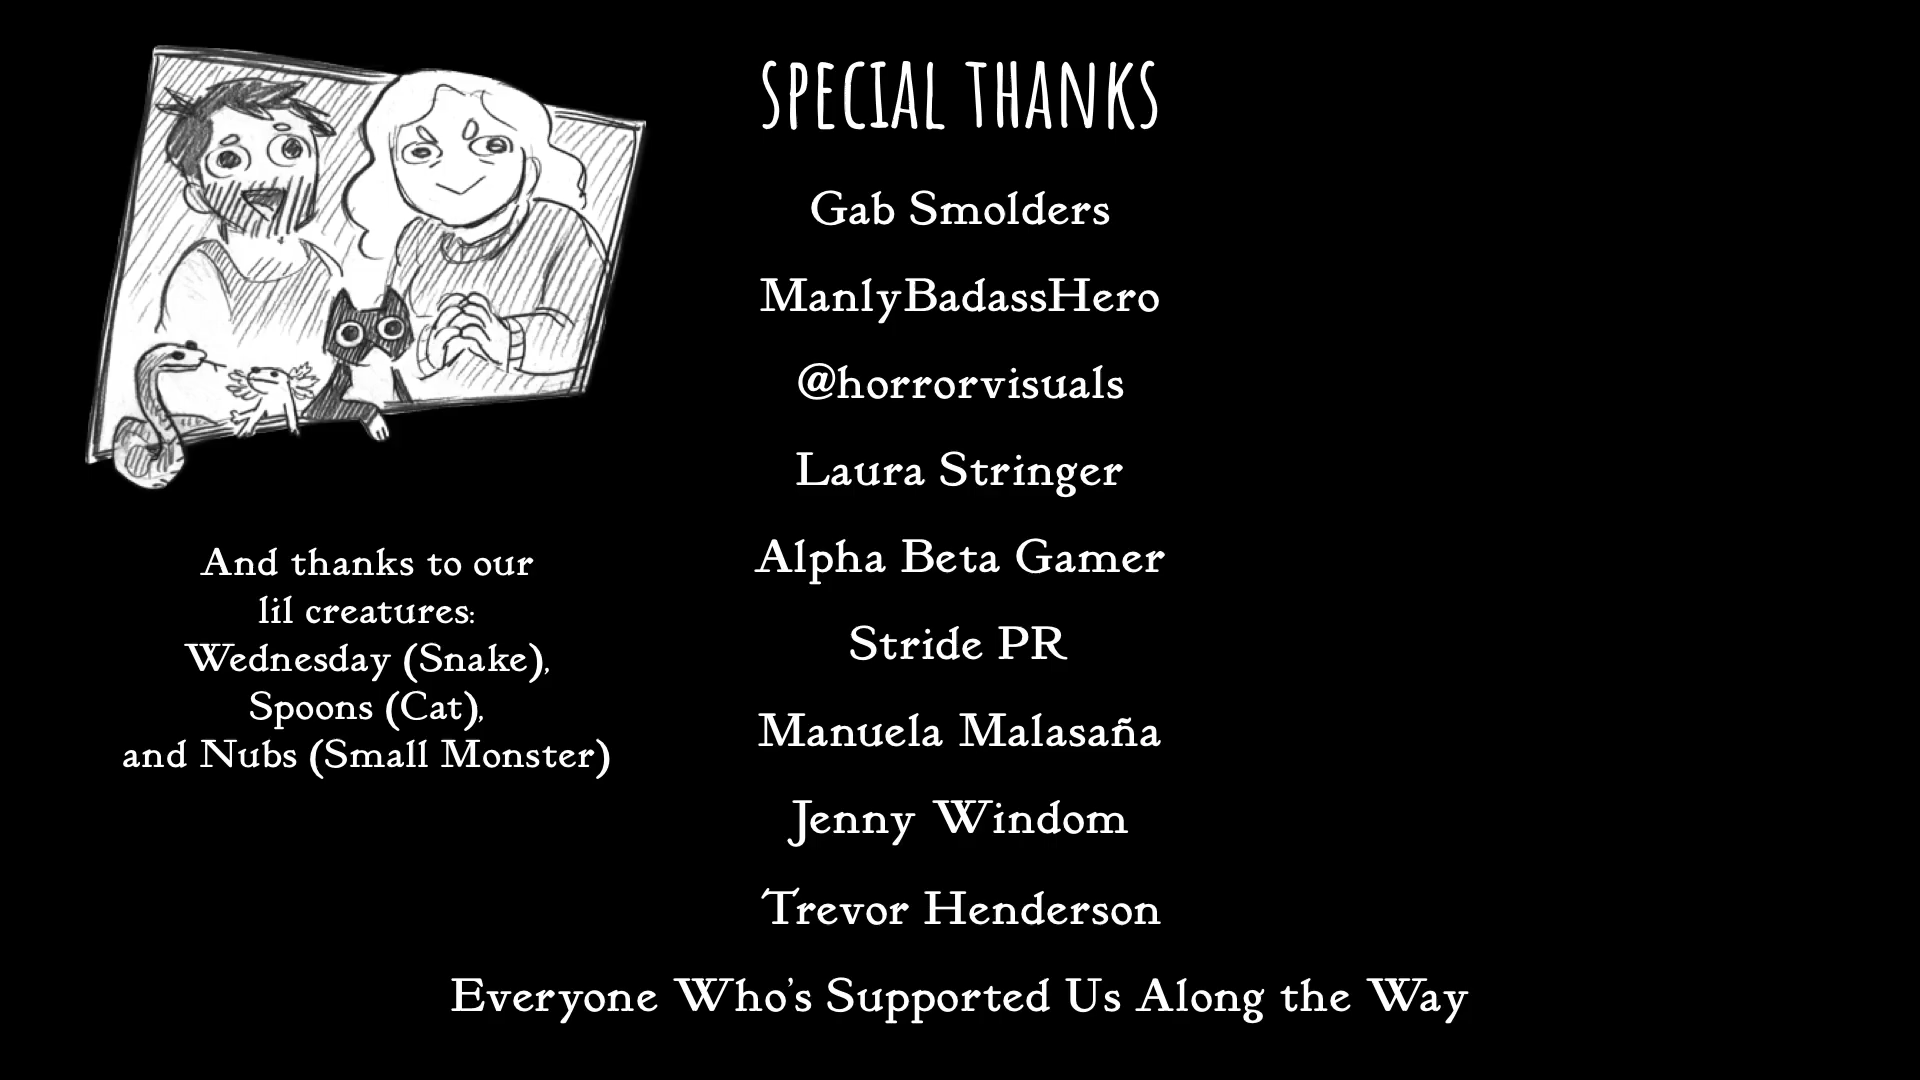 SPECIAL THANKS
Gab Smolders
ManlyBadassHero
@horrorvisuals
Laura Stringer
Alpha Beta Gamer
Stride PR
Manuela Malasaña
Jenny Windom
Trevor Henderson
Everyone Who's Supported Us Along the Way
And thanks to our
lil creatures:
Wednesday (Snake),
Spoons (Cat),
and Nubs (Small Monster)